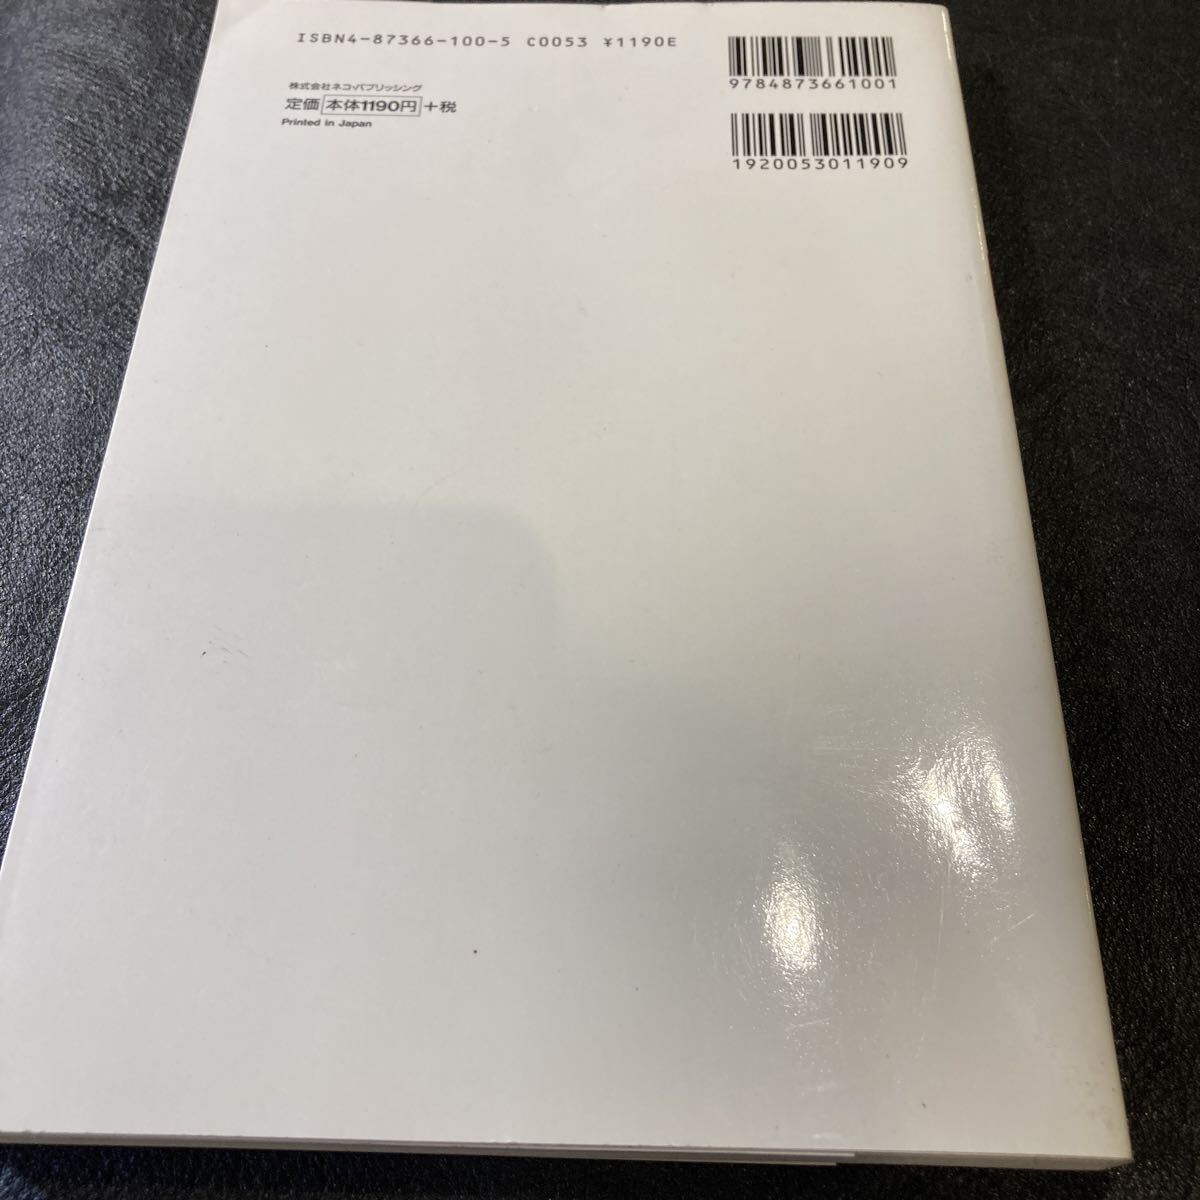 ISBN4-87366-100-5 C0053 ¥1190E
株式会社ネコ・パブリッシング
定価 本体1190円 +税
Printed in Japan
9784873661001
1920053011909